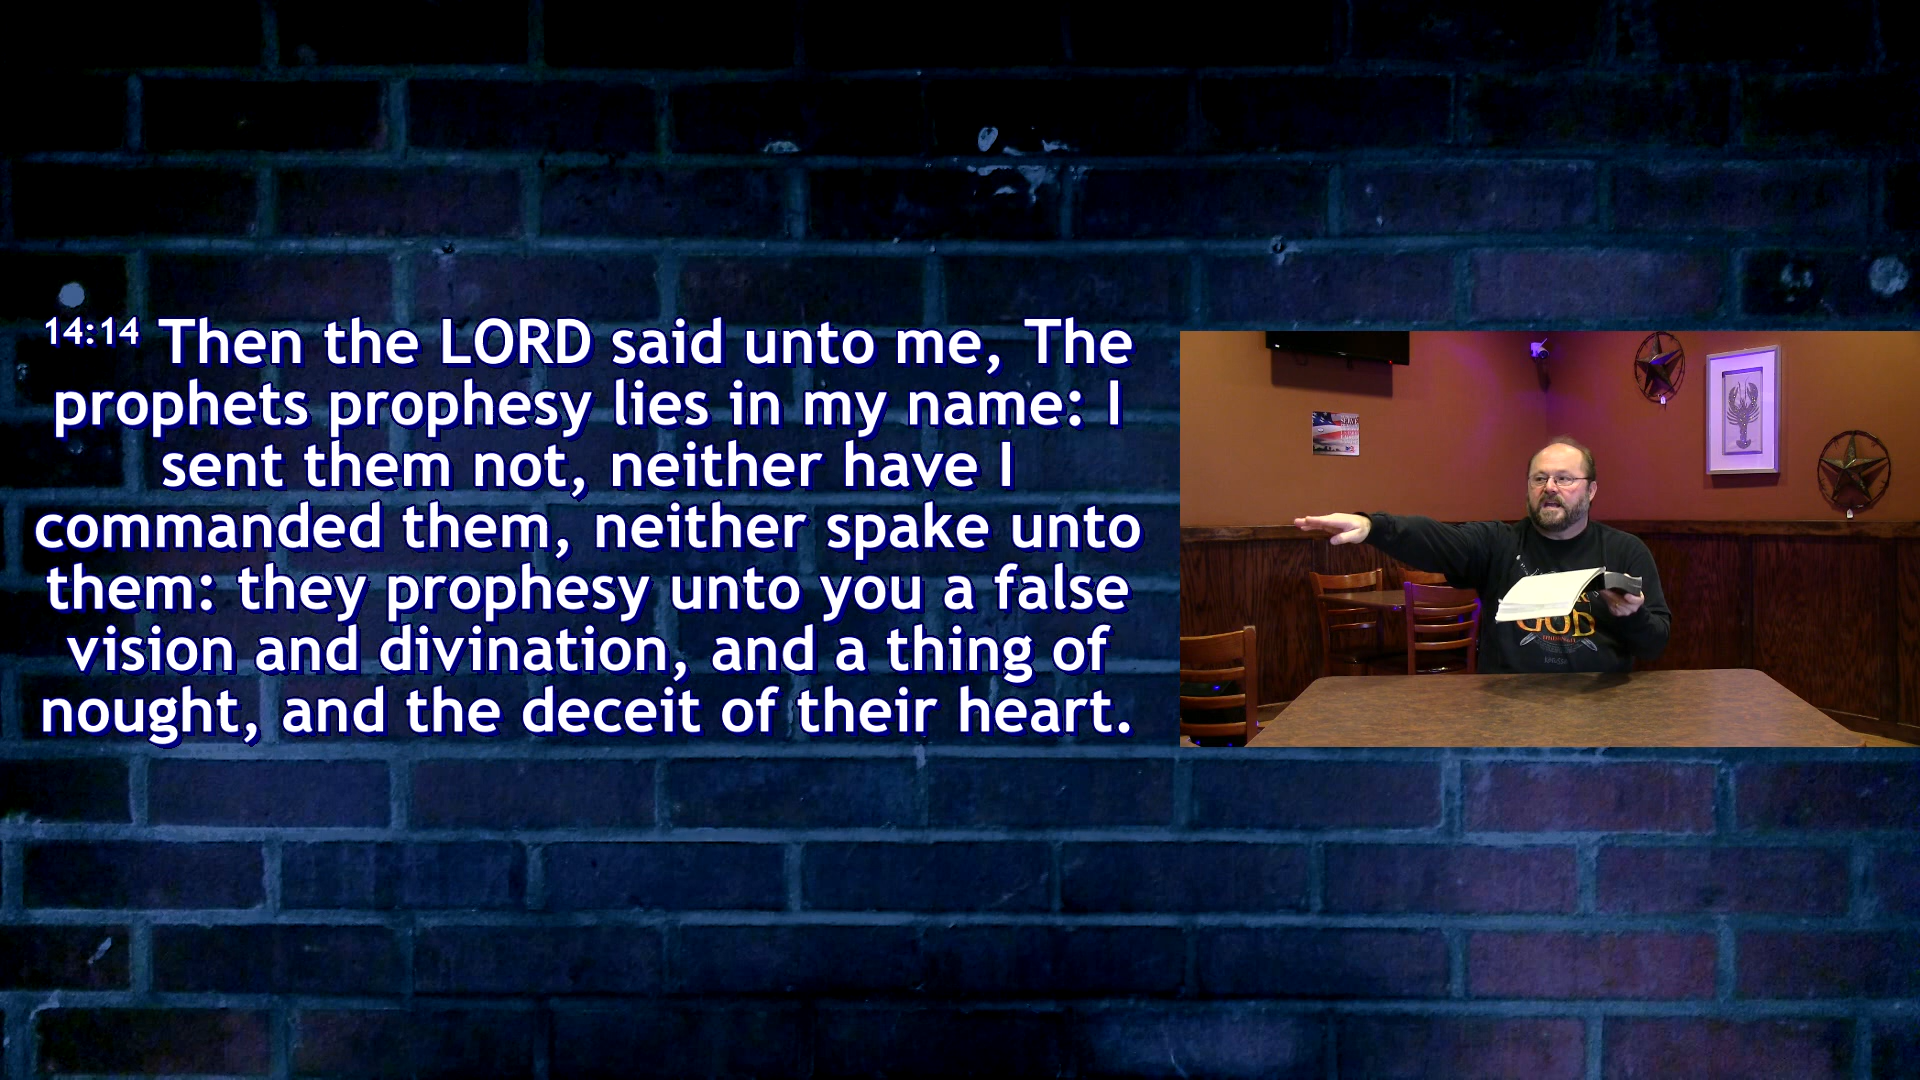 14:14 Then the LORD said unto me, The
prophets prophesy lies in my name: I
sent them not, neither have I
commanded them, neither spake unto
them: they prophesy unto you a false
vision and divination, and a thing of
nought, and the deceit of their heart.
GOD